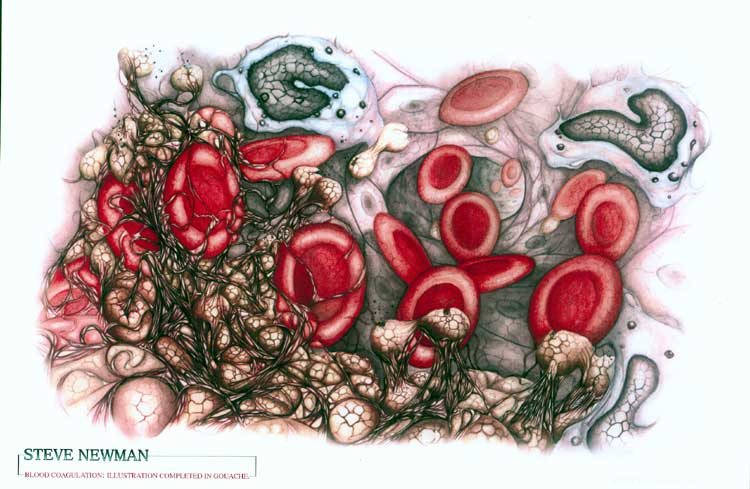 STEVE NEWMAN
BLOOD COAGULATION: ILLUSTRATION COMPLETED IN GOUACHE.